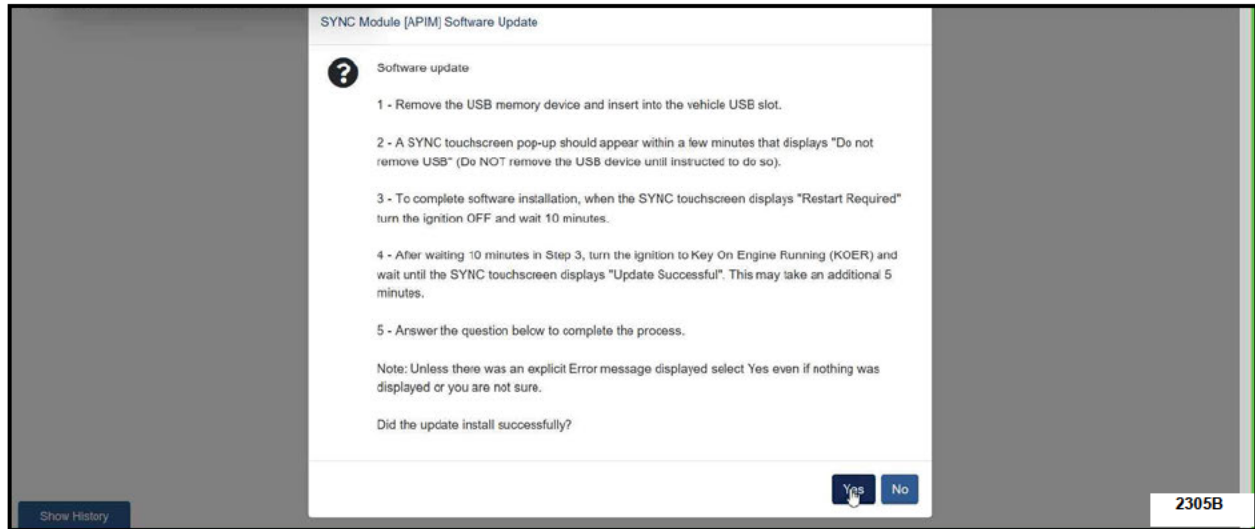 SYNC Module [APIM] Software Update
Software update
1 - Remove the USB memory device and insert into the vehicle USB slot.
2 - A SYNC touchscreen pop-up should appear within a few minutes that displays "Do not
remove USB" (Do NOT remove the USB device until instructed to do so).
3 - To complete software installation, when the SYNC touchscreen displays "Restart Required"
turn the ignition OFF and wait 10 minutes.
4 - After waiting 10 minutes in Step 3, turn the ignition to Key On Engine Running (KOER) and
wait until the SYNC touchscreen displays "Update Successful". This may take an additional 5
minutes.
5 - Answer the question below to complete the process.
Note: Unless there was an explicit Error message displayed select Yes even if nothing was
displayed or you are not sure.
Did the update install successfully?
Yes No
Show History
2305B